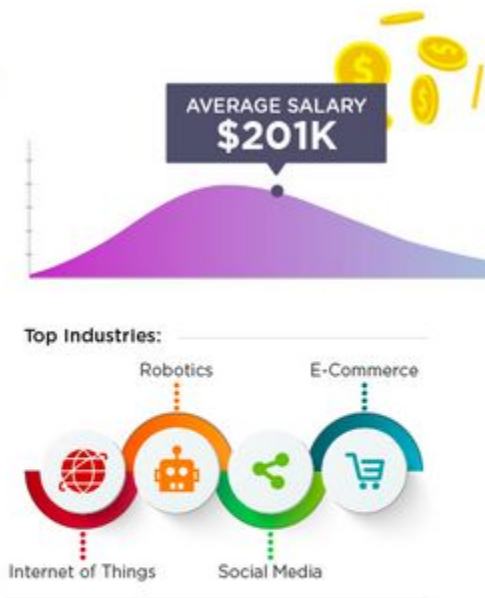 AVERAGE SALARY
$201K
Top Industries:
Robotics
E-Commerce
Internet of Things
Social Media